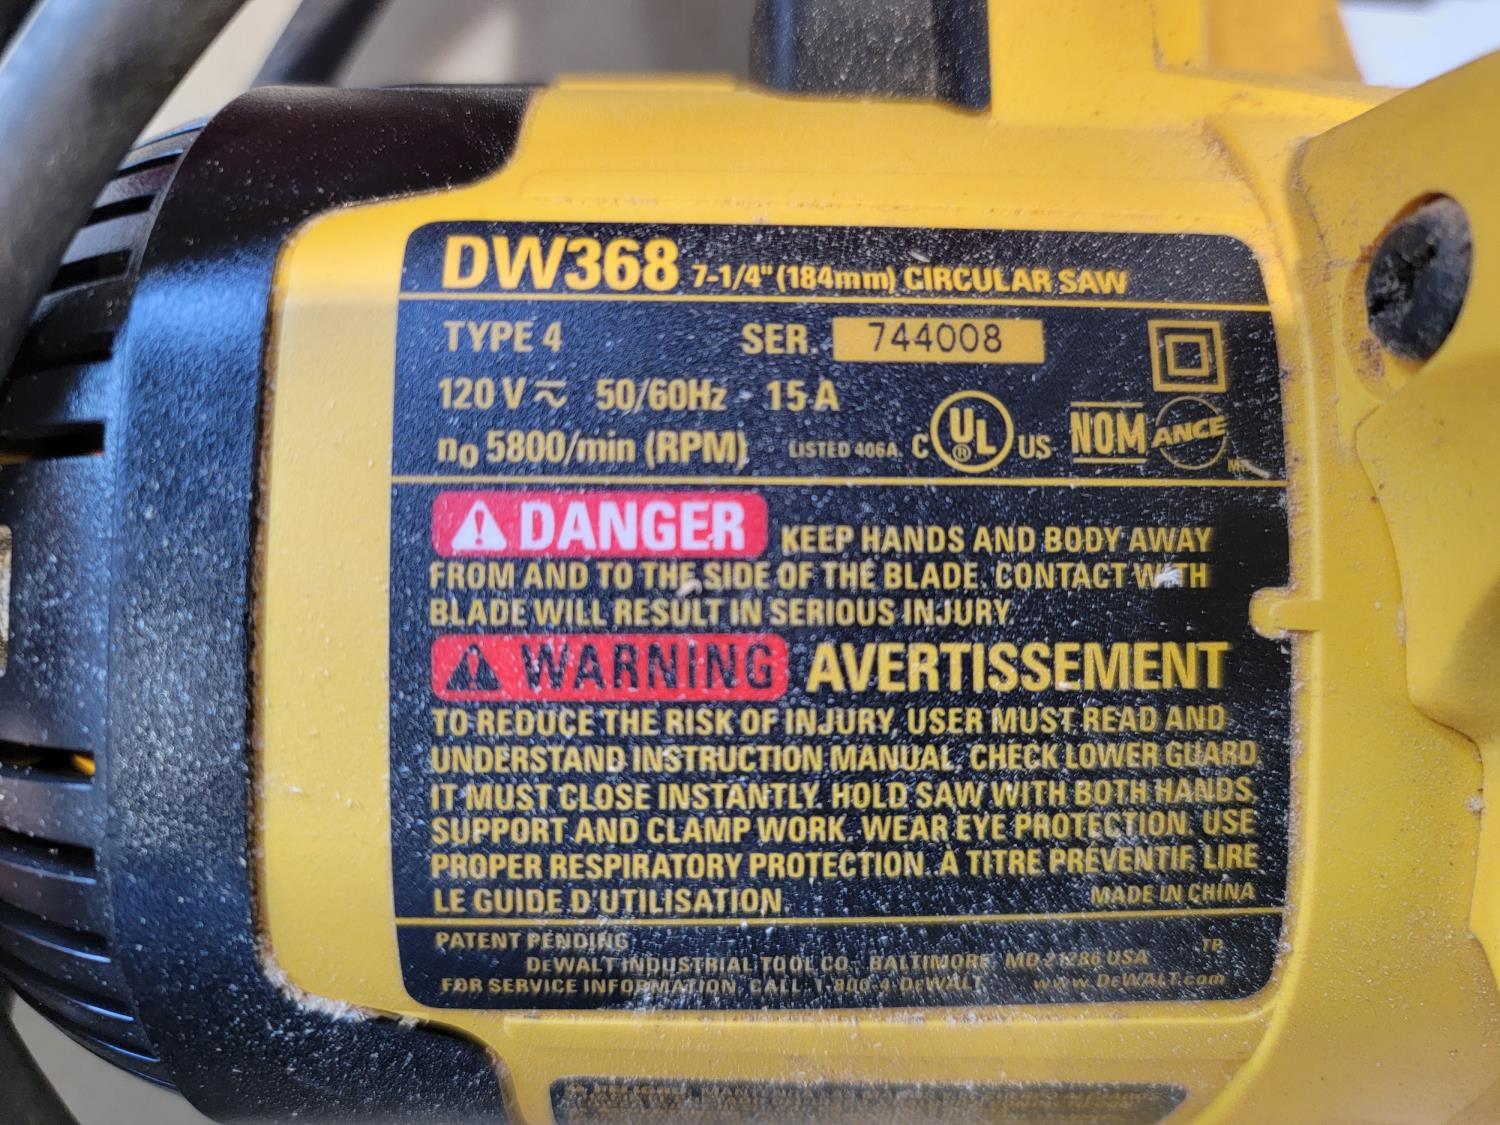 DW368 7-1/4" (184mm) CIRCULAR SAW
TYPE 4 SER. 744008
120 V ⏦ 50/60Hz 15 A
n₀ 5800/min (RPM) LISTED 406A C UL ® US NOM ANCE
DANGER KEEP HANDS AND BODY AWAY
FROM AND TO THE SIDE OF THE BLADE. CONTACT WITH
BLADE WILL RESULT IN SERIOUS INJURY.
WARNING AVERTISSEMENT
TO REDUCE THE RISK OF INJURY, USER MUST READ AND
UNDERSTAND INSTRUCTION MANUAL. CHECK LOWER GUARD.
IT MUST CLOSE INSTANTLY. HOLD SAW WITH BOTH HANDS.
SUPPORT AND CLAMP WORK. WEAR EYE PROTECTION. USE
PROPER RESPIRATORY PROTECTION. À TITRE PRÉVENTIF, LIRE
LE GUIDE D'UTILISATION. MADE IN CHINA
PATENT PENDING
DEWALT INDUSTRIAL TOOL CO., BALTIMORE, MD 21286 USA
FOR SERVICE INFORMATION, CALL 1-800-4-DEWALT www.DEWALT.com